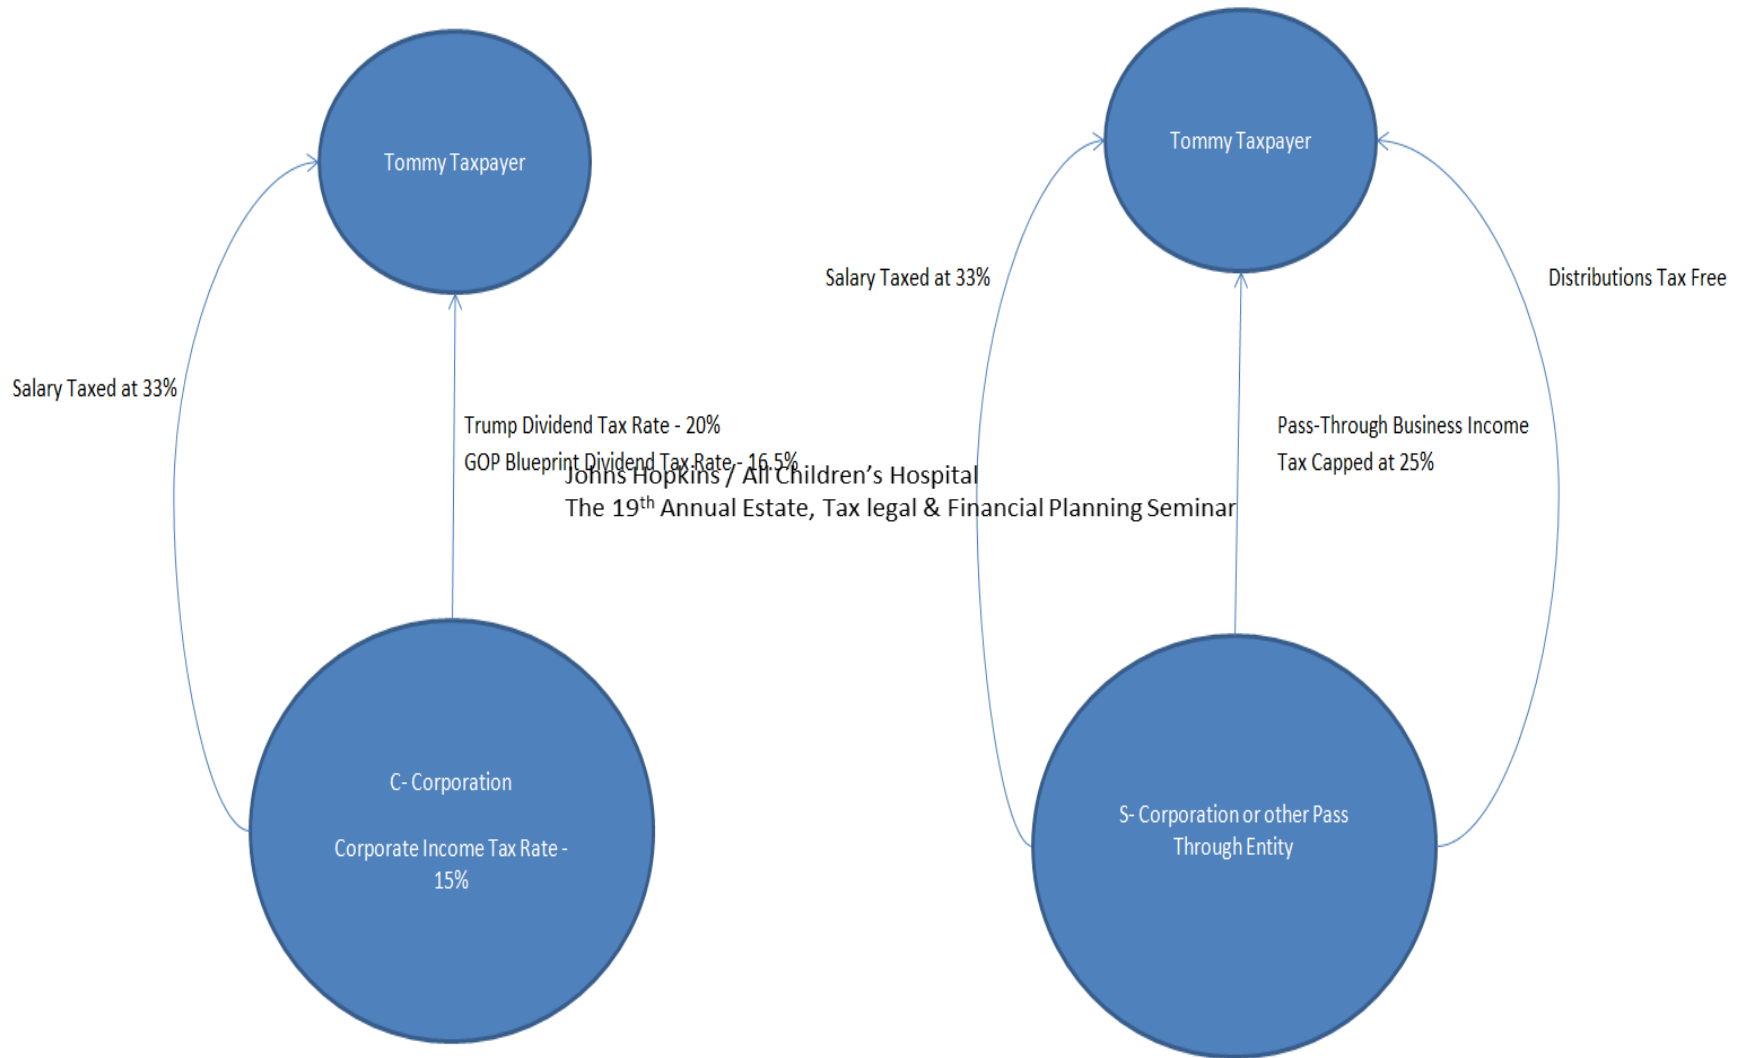 Tommy Taxpayer
Salary Taxed at 33%
Trump Dividend Tax Rate - 20%
GOP Blueprint Dividend Tax Rate - 16.5%
C- Corporation
Corporate Income Tax Rate -
15%
Johns Hopkins / All Children’s Hospital
The 19th Annual Estate, Tax legal & Financial Planning Seminar
Tommy Taxpayer
Salary Taxed at 33%
Distributions Tax Free
Pass-Through Business Income
Tax Capped at 25%
S- Corporation or other Pass
Through Entity